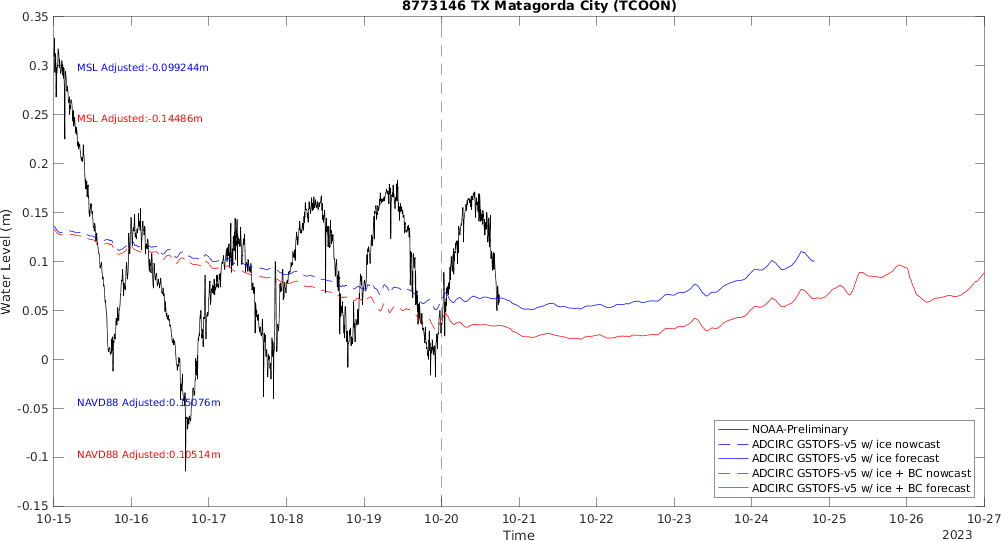 8773146 TX Matagorda City (TCOON)
0.35
0.3
0.25
0.2
0.15
0.1
0.05
0
-0.05
-0.1
-0.15
Water Level (m)
MSL Adjusted:-0.099244m
MSL Adjusted:-0.14486m
NAVD88 Adjusted:0.15076m
NAVD88 Adjusted:0.10514m
NOAA-Preliminary
ADCIRC GSTOFS-v5 w/ ice nowcast
ADCIRC GSTOFS-v5 w/ ice forecast
ADCIRC GSTOFS-v5 w/ ice + BC nowcast
ADCIRC GSTOFS-v5 w/ ice + BC forecast
10-15 10-16 10-17 10-18 10-19 10-20 10-21 10-22 10-23 10-24 10-25 10-26 10-27
Time
2023